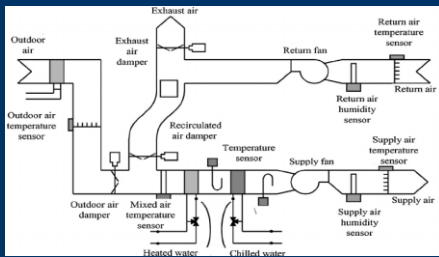 Exhaust air
Outdoor
air
Exhaust
air
damper
Return fan
Return air
temperature
sensor
Return air
Outdoor air
temperature
sensor
Recirculated
air damper
Return air
humidity
sensor
Temperature
sensor
Supply fan
Supply air
temperature
sensor
Outdoor air
damper
Mixed air
temperature
sensor
Supply air
humidity
sensor
Supply air
Heated water
Chilled water